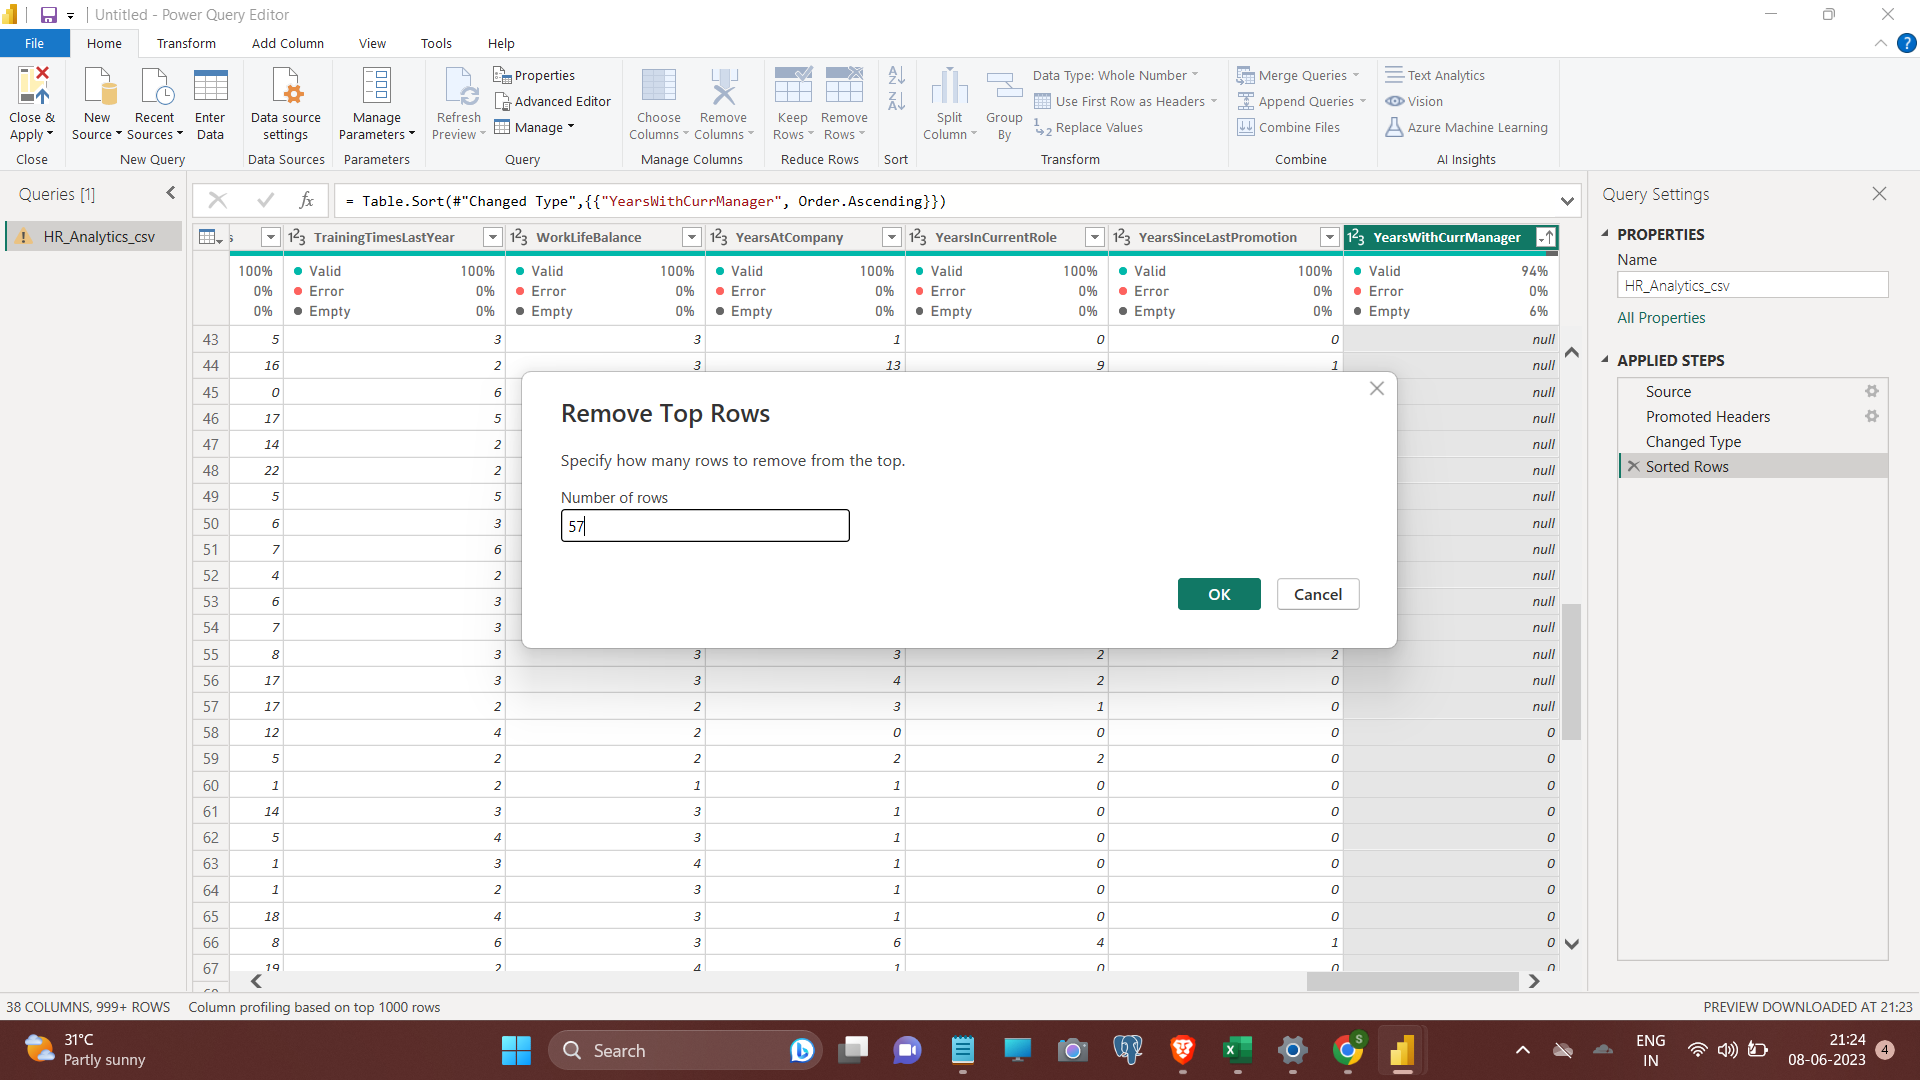 Untitled - Power Query Editor
File Home Transform Add Column View Tools Help
Close & Apply
Close
New Source
Recent Sources
Enter Data
New Query
Data source settings
Data Sources
Manage Parameters
Parameters
Refresh Preview
Properties
Advanced Editor
Manage
Query
Choose Columns
Remove Columns
Manage Columns
Keep Rows
Remove Rows
Reduce Rows
Sort
Split Column
Group By
Data Type: Whole Number
Use First Row as Headers
Replace Values
Transform
Merge Queries
Append Queries
Combine Files
Combine
Text Analytics
Vision
Azure Machine Learning
AI Insights
Queries [1]
HR_Analytics_csv
fx = Table.Sort(#"Changed Type",{{"YearsWithCurrManager", Order.Ascending}})
s TrainingTimesLastYear WorkLifeBalance YearsAtCompany YearsInCurrentRole YearsSinceLastPromotion YearsWithCurrManager
100% Valid 100% Valid 100% Valid 100% Valid 100% Valid 100% Valid 94%
0% Error 0% Error 0% Error 0% Error 0% Error 0% Error 0%
0% Empty 0% Empty 0% Empty 0% Empty 0% Empty 0% Empty 6%
43 5 3 3 1 0 0 null
44 16 2 3 13 9 1 null
45 0 6 null
46 17 5 null
47 14 2 null
48 22 2 null
49 5 5 null
50 6 3 null
51 7 6 null
52 4 2 null
53 6 3 null
54 7 3 null
55 8 3 3 3 2 2 null
56 17 3 3 4 2 0 null
57 17 2 2 3 1 0 null
58 12 4 2 0 0 0 0
59 5 2 2 2 2 0 0
60 1 2 1 1 0 0 0
61 14 3 3 1 0 0 0
62 5 4 3 1 0 0 0
63 1 3 4 1 0 0 0
64 1 2 3 1 0 0 0
65 18 4 3 1 0 0 0
66 8 6 3 6 4 1 0
67 19 2 4 1 0 0 0
Remove Top Rows
Specify how many rows to remove from the top.
Number of rows
57
OK Cancel
Query Settings
PROPERTIES
Name
HR_Analytics_csv
All Properties
APPLIED STEPS
Source
Promoted Headers
Changed Type
Sorted Rows
38 COLUMNS, 999+ ROWS Column profiling based on top 1000 rows PREVIEW DOWNLOADED AT 21:23
31°C
Partly sunny
Search
S
ENG
IN
21:24
08-06-2023
4